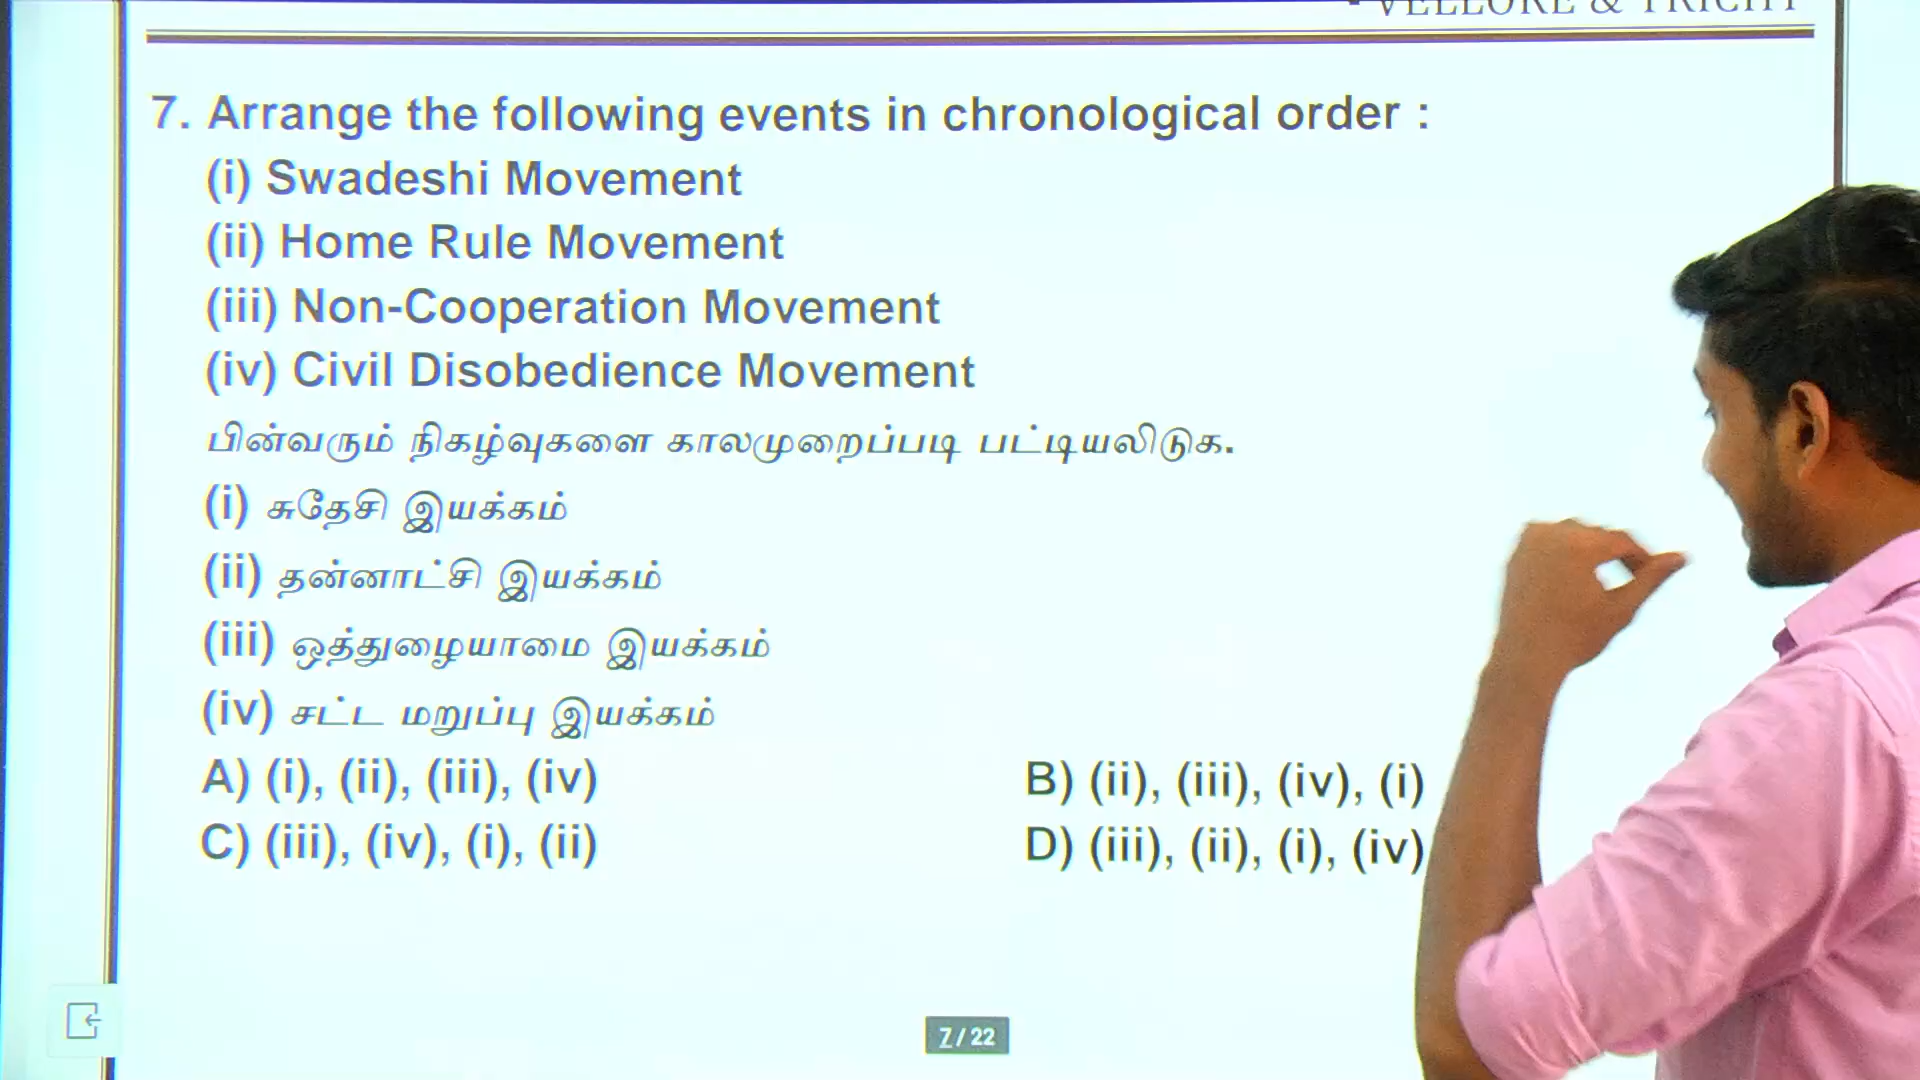 - VELLORE & TRICHY
7. Arrange the following events in chronological order :
(i) Swadeshi Movement
(ii) Home Rule Movement
(iii) Non-Cooperation Movement
(iv) Civil Disobedience Movement
பின்வரும் நிகழ்வுகளை காலமுறைப்படி பட்டியலிடுக.
(i) சுதேசி இயக்கம்
(ii) தன்னாட்சி இயக்கம்
(iii) ஒத்துழையாமை இயக்கம்
(iv) சட்ட மறுப்பு இயக்கம்
A) (i), (ii), (iii), (iv) B) (ii), (iii), (iv), (i)
C) (iii), (iv), (i), (ii) D) (iii), (ii), (i), (iv)
7/22